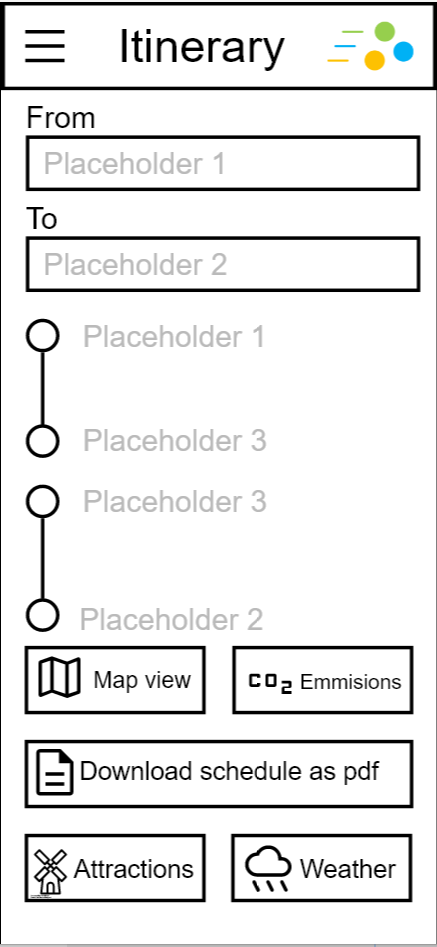 Itinerary
From
Placeholder 1
To
Placeholder 2
Placeholder 1
Placeholder 3
Placeholder 3
Placeholder 2
Map view
CO2 Emmisions
Download schedule as pdf
Attractions
Weather